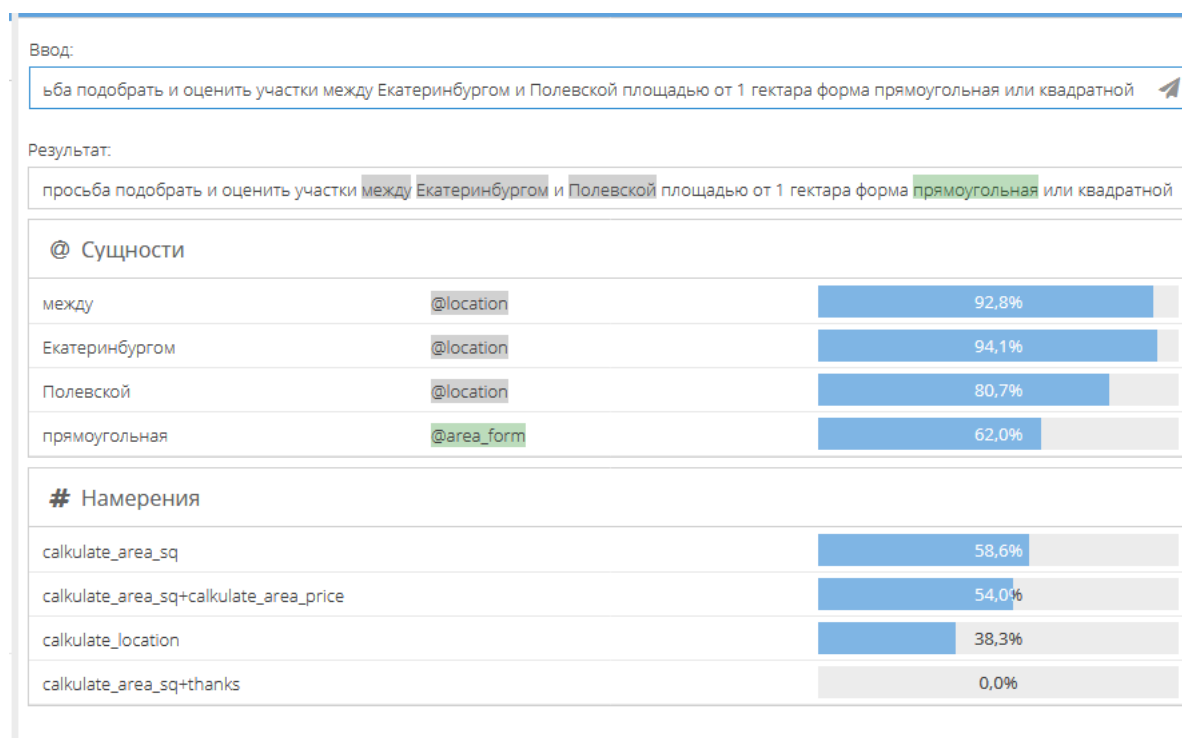 Ввод:
ьба подобрать и оценить участки между Екатеринбургом и Полевской площадью от 1 гектара форма прямоугольная или квадратной
Результат:
просьба подобрать и оценить участки между Екатеринбургом и Полевской площадью от 1 гектара форма прямоугольная или квадратной
@ Сущности
между @location 92,8%
Екатеринбургом @location 94,1%
Полевской @location 80,7%
прямоугольная @area_form 62,0%
# Намерения
calkulate_area_sq 58,6%
calkulate_area_sq+calkulate_area_price 54,0%
calkulate_location 38,3%
calkulate_area_sq+thanks 0,0%